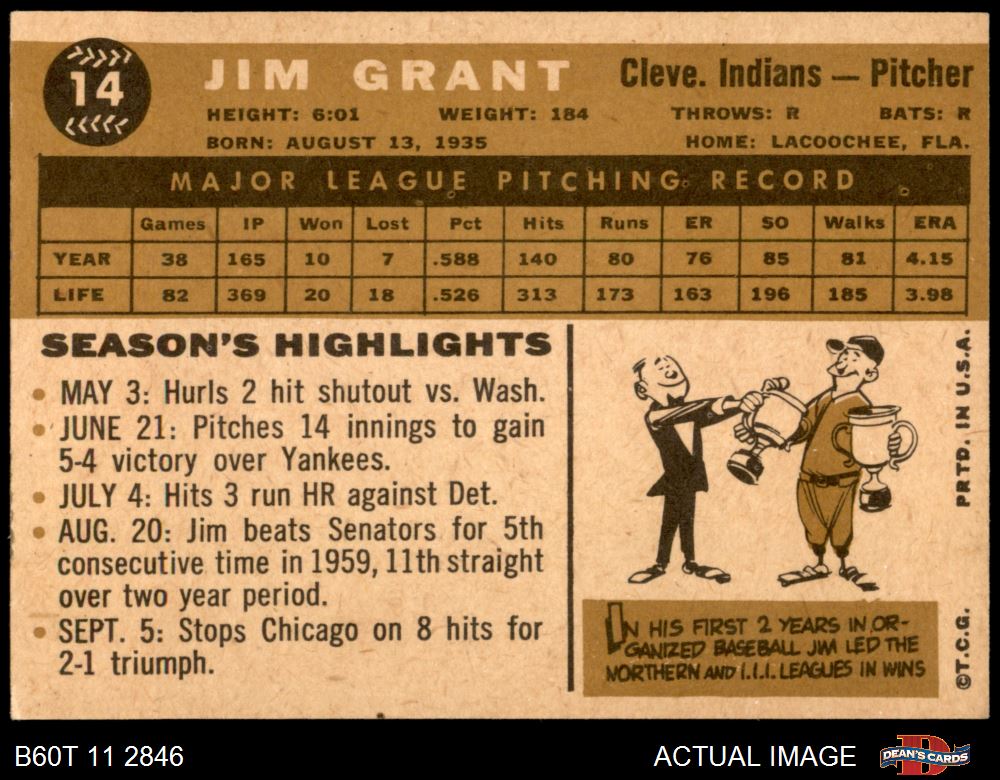 14
JIM GRANT
Cleve. Indians — Pitcher
HEIGHT: 6:01 WEIGHT: 184 THROWS: R BATS: R
BORN: AUGUST 13, 1935 HOME: LACOOCHEE, FLA.
MAJOR LEAGUE PITCHING RECORD
Games IP Won Lost Pct Hits Runs ER SO Walks ERA
YEAR 38 165 10 7 .588 140 80 76 85 81 4.15
LIFE 82 369 20 18 .526 313 173 163 196 185 3.98
SEASON'S HIGHLIGHTS
• MAY 3: Hurls 2 hit shutout vs. Wash.
• JUNE 21: Pitches 14 innings to gain
5-4 victory over Yankees.
• JULY 4: Hits 3 run HR against Det.
• AUG. 20: Jim beats Senators for 5th
consecutive time in 1959, 11th straight
over two year period.
• SEPT. 5: Stops Chicago on 8 hits for
2-1 triumph.
IN HIS FIRST 2 YEARS IN OR-
GANIZED BASEBALL JIM LED THE
NORTHERN AND I.I.I. LEAGUES IN WINS
©T.C.G. PRTD. IN U.S.A.
B60T 11 2846
ACTUAL IMAGE
DEAN'S CARDS